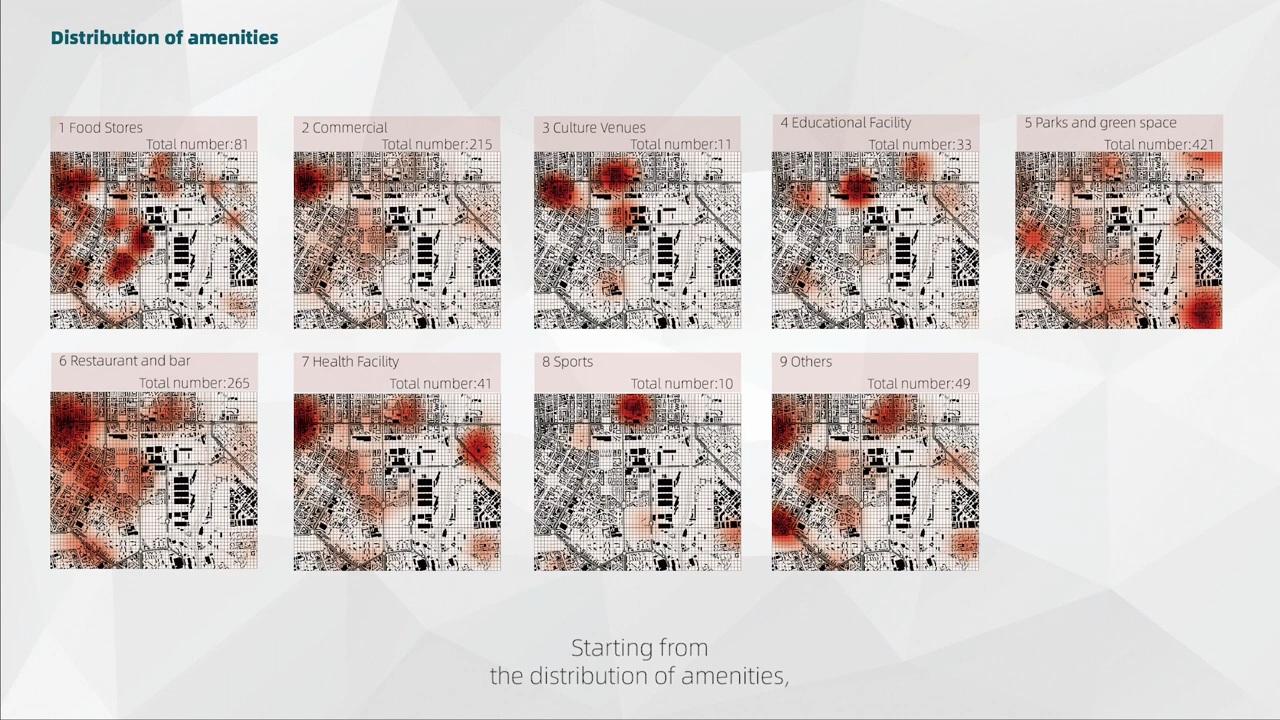 Distribution of amenities
1 Food Stores
Total number:81
2 Commercial
Total number:215
3 Culture Venues
Total number:11
4 Educational Facility
Total number:33
5 Parks and green space
Total number:421
6 Restaurant and bar
Total number:265
7 Health Facility
Total number:41
8 Sports
Total number:10
9 Others
Total number:49
Starting from
the distribution of amenities,